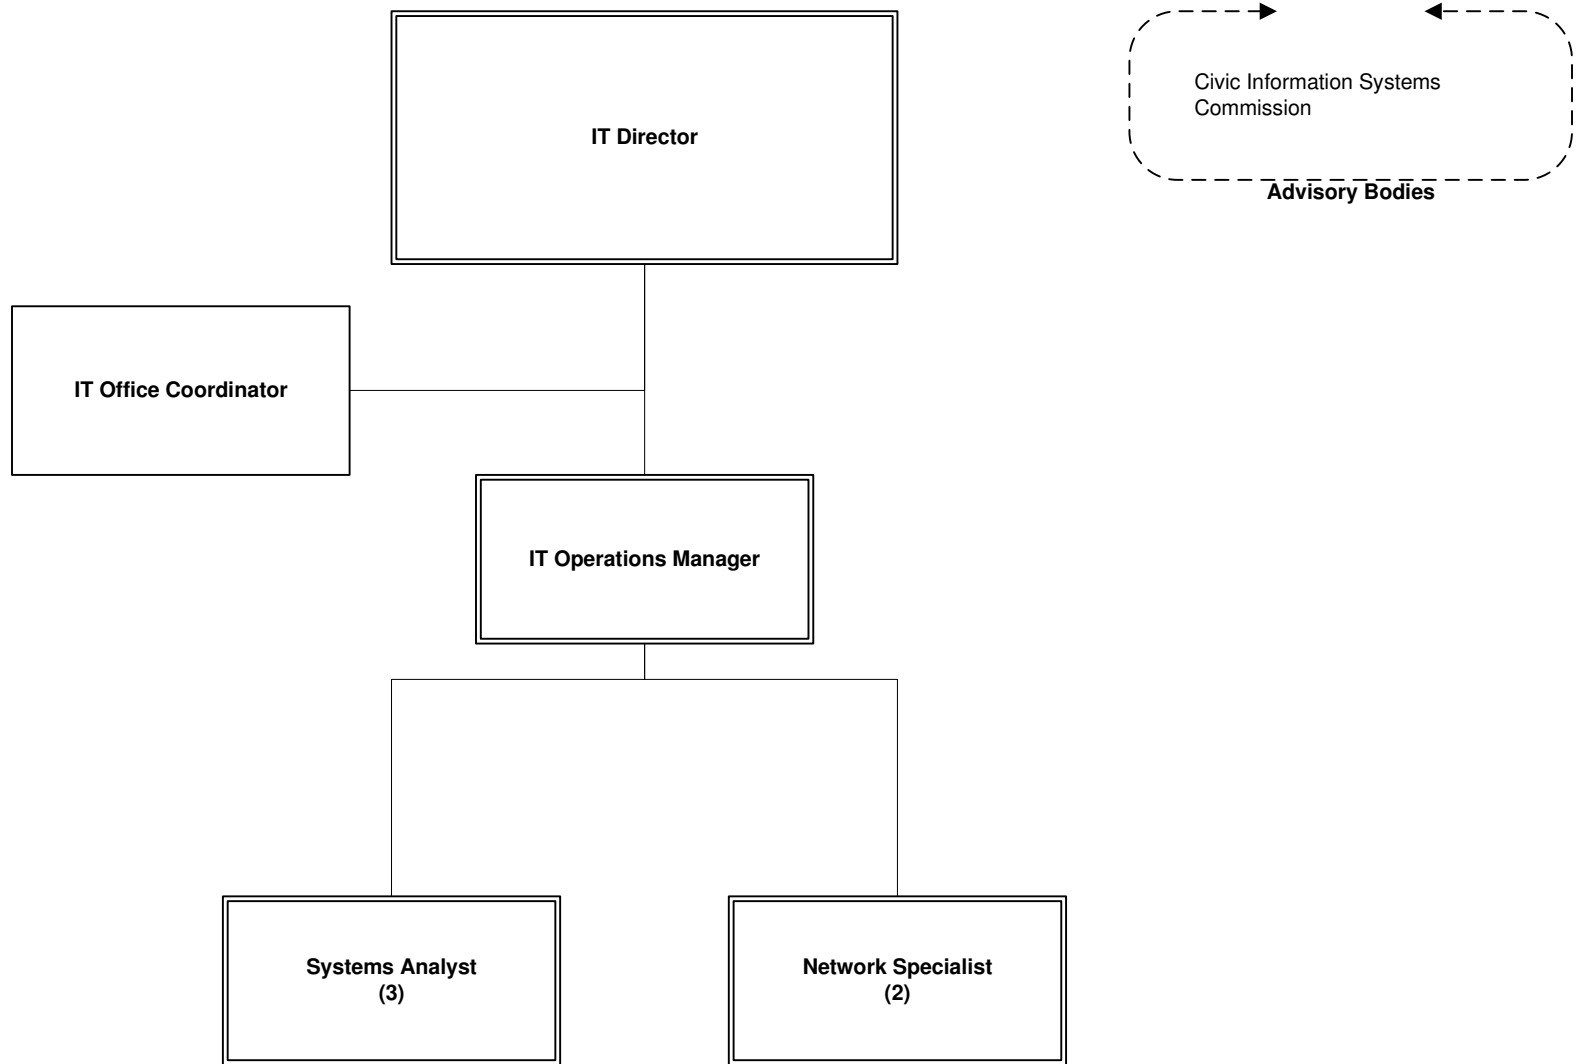 IT Director
Civic Information Systems
Commission
Advisory Bodies
IT Office Coordinator
IT Operations Manager
Systems Analyst
(3)
Network Specialist
(2)